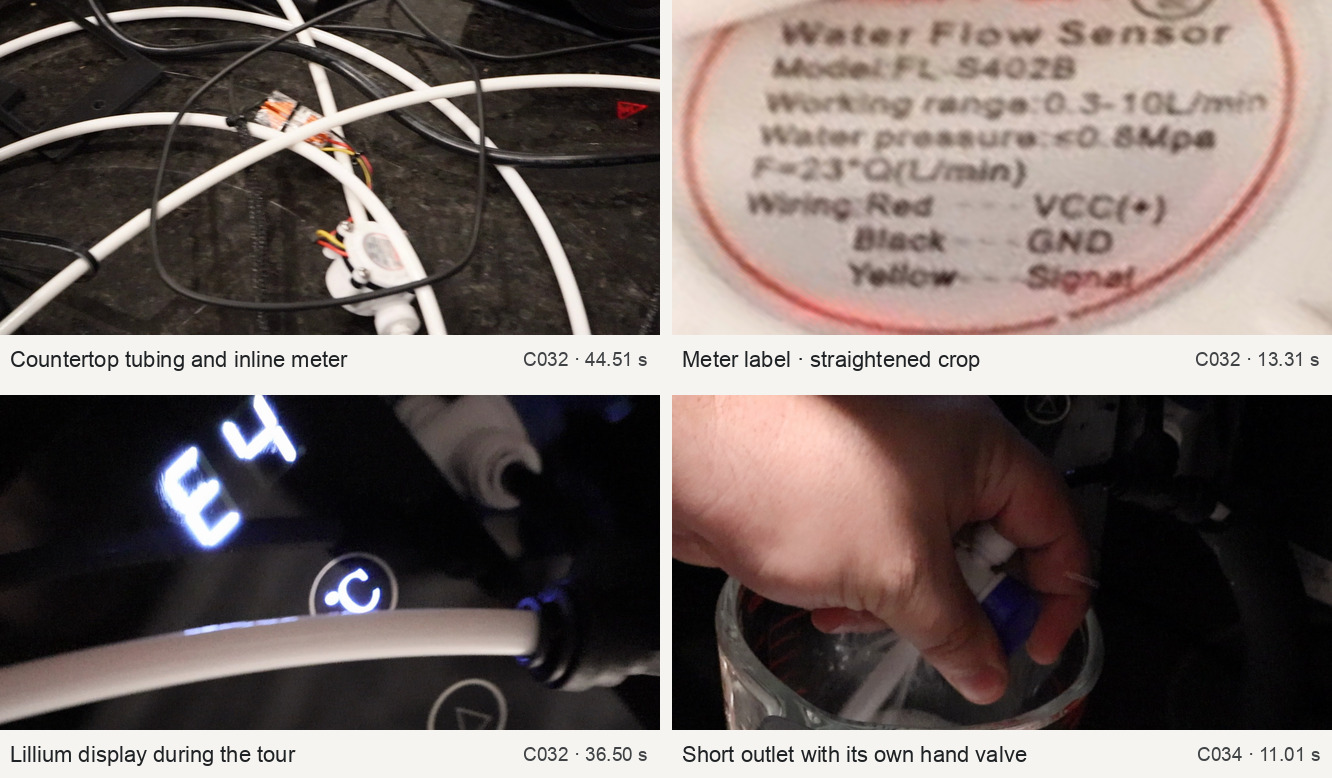 Water Flow Sensor
Model:FL-S402B
Working range:0.3-10L/min
Water pressure:≤0.8Mpa
F=23*Q(L/min)
Wiring:Red----VCC(+)
Black----GND
Yellow----Signal
Countertop tubing and inline meter
C032 · 44.51 s
Meter label · straightened crop
C032 · 13.31 s
E4
°C
Lillium display during the tour
C032 · 36.50 s
Short outlet with its own hand valve
C034 · 11.01 s